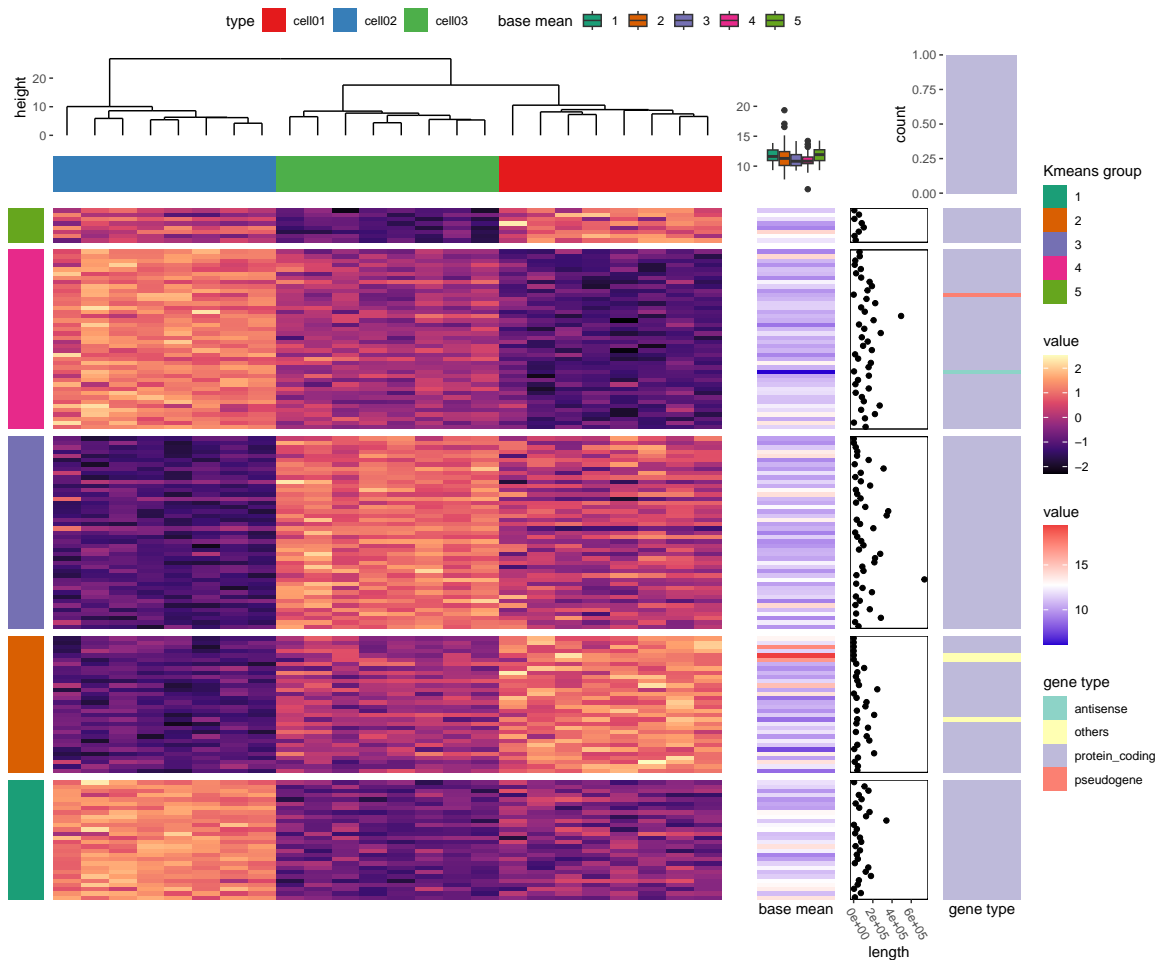 type cell01 cell02 cell03 base mean 1 2 3 4 5
height
20
10
0
20
15
10
count
1.00
0.75
0.50
0.25
0.00
Kmeans group
1
2
3
4
5
value
2
1
0
−1
−2
value
15
10
gene type
antisense
others
protein_coding
pseudogene
base mean
0e+00
2e+05
4e+05
6e+05
length
gene type